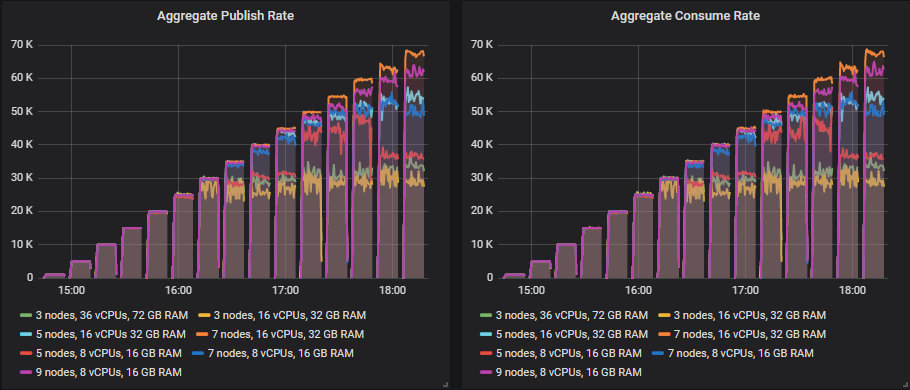 Aggregate Publish Rate
70 K
60 K
50 K
40 K
30 K
20 K
10 K
0
15:00 16:00 17:00 18:00
3 nodes, 36 vCPUs, 72 GB RAM 3 nodes, 16 vCPUs, 32 GB RAM
5 nodes, 16 vCPUs 32 GB RAM 7 nodes, 16 vCPUs, 32 GB RAM
5 nodes, 8 vCPUs, 16 GB RAM 7 nodes, 8 vCPUs, 16 GB RAM
9 nodes, 8 vCPUs, 16 GB RAM
Aggregate Consume Rate
70 K
60 K
50 K
40 K
30 K
20 K
10 K
0
15:00 16:00 17:00 18:00
3 nodes, 36 vCPUs, 72 GB RAM 3 nodes, 16 vCPUs, 32 GB RAM
5 nodes, 16 vCPUs 32 GB RAM 7 nodes, 16 vCPUs, 32 GB RAM
5 nodes, 8 vCPUs, 16 GB RAM 7 nodes, 8 vCPUs, 16 GB RAM
9 nodes, 8 vCPUs, 16 GB RAM